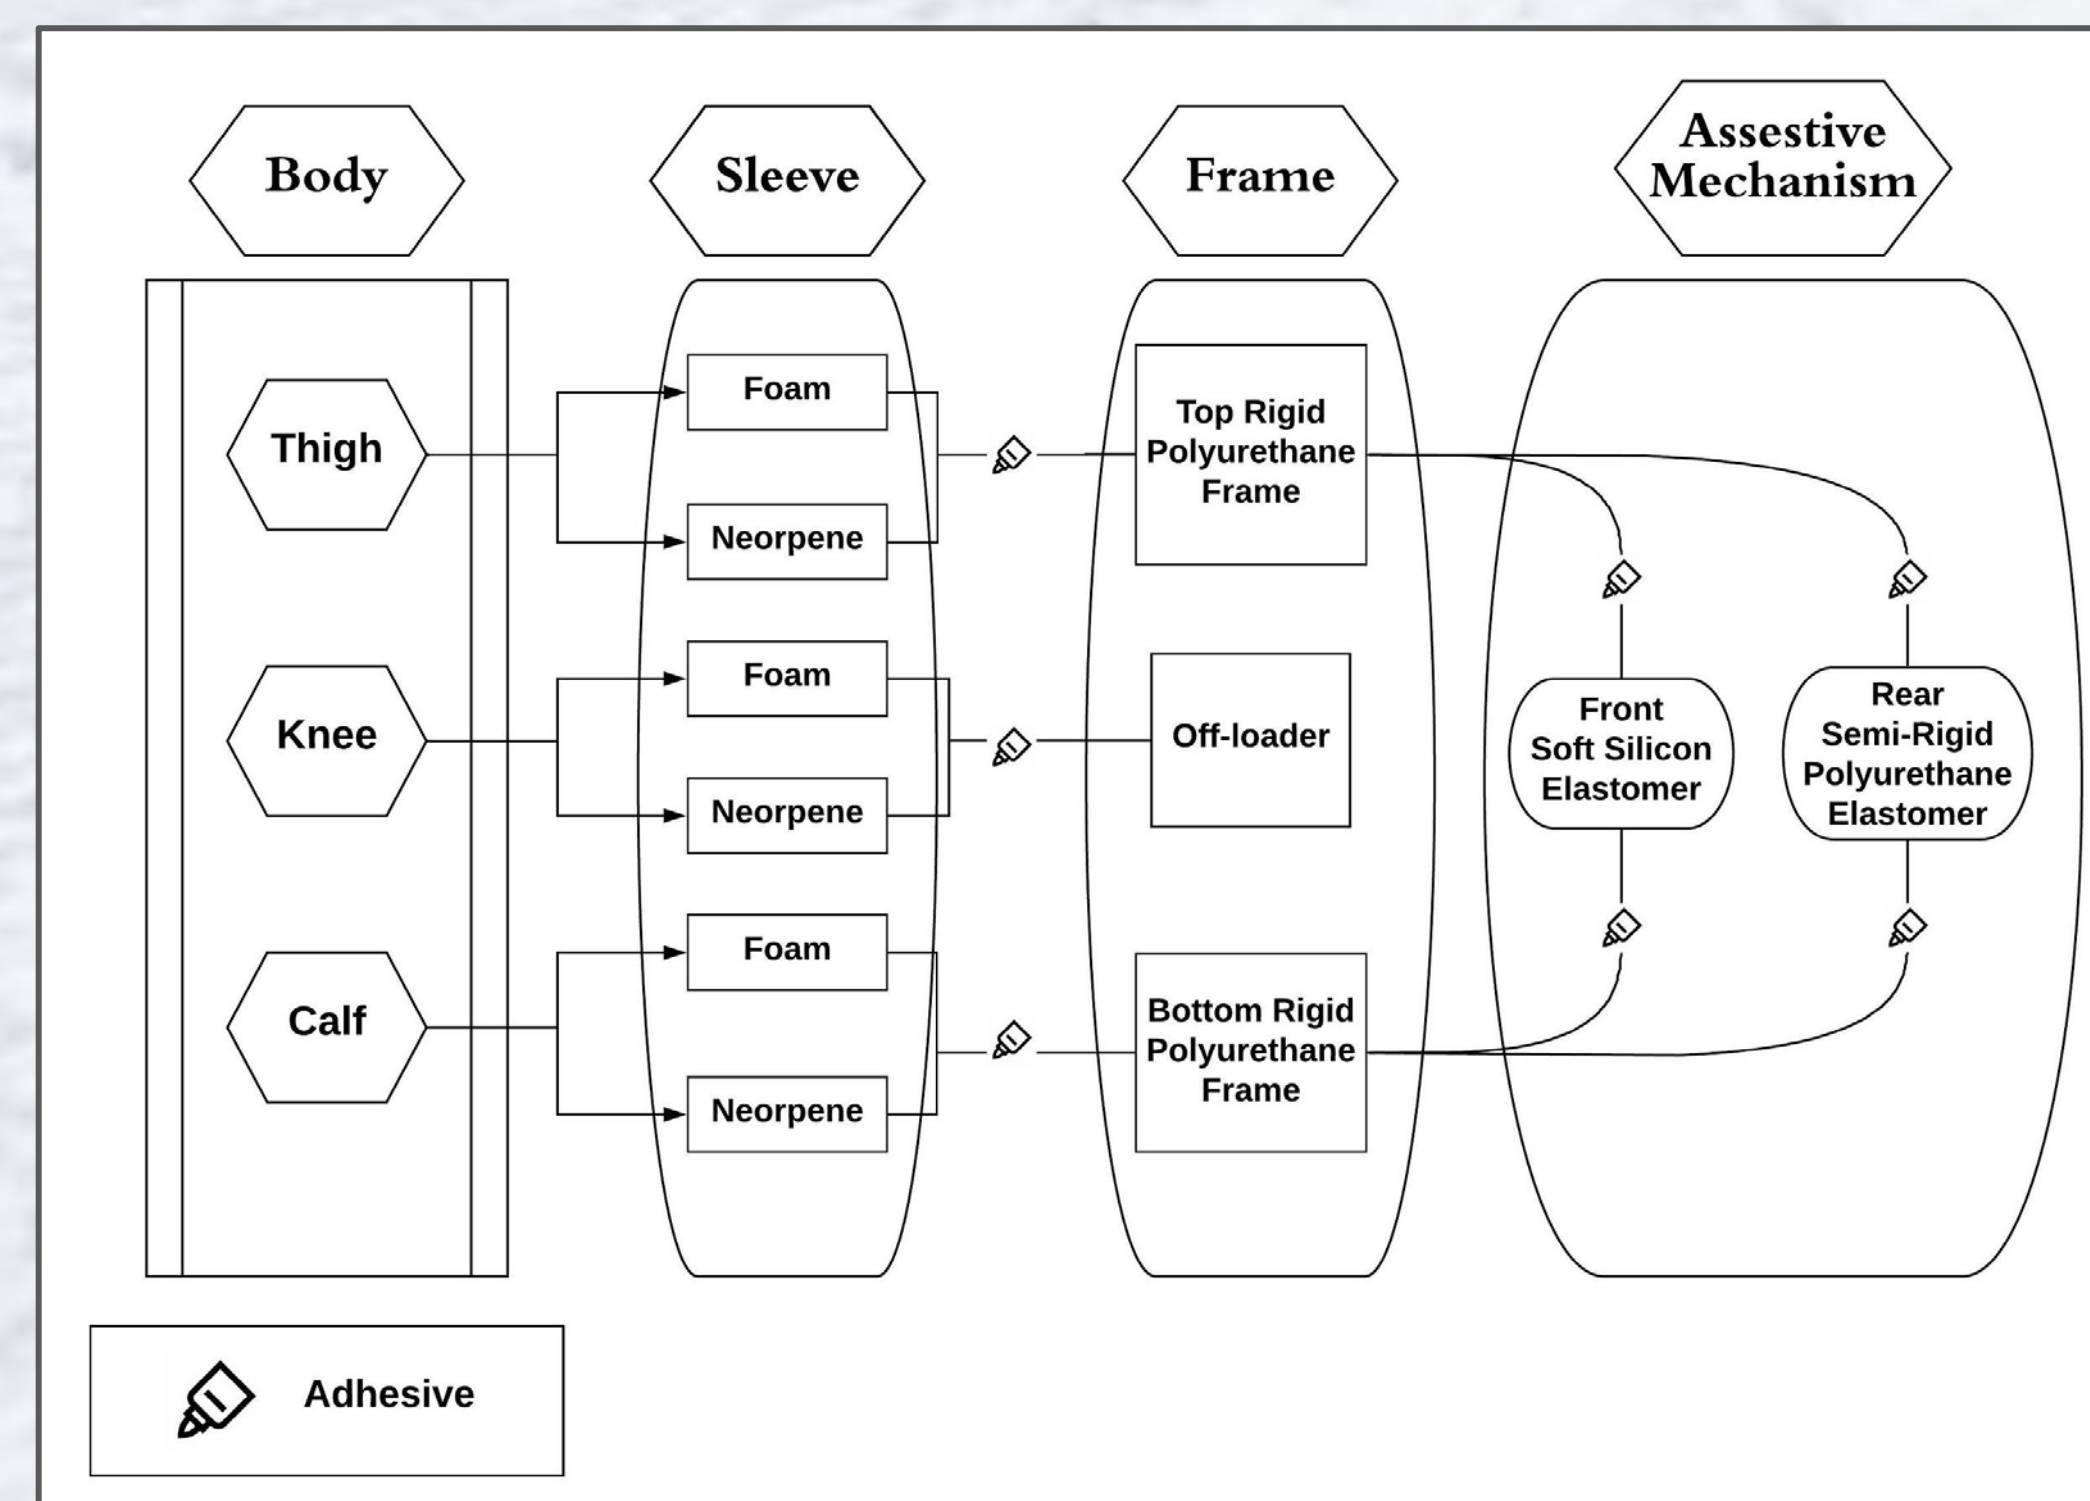 Body
Sleeve
Frame
Assestive
Mechanism
Thigh
Foam
Neorpene
Top Rigid
Polyurethane
Frame
Knee
Foam
Neorpene
Off-loader
Front
Soft Silicon
Elastomer
Rear
Semi-Rigid
Polyurethane
Elastomer
Calf
Foam
Neorpene
Bottom Rigid
Polyurethane
Frame
Adhesive